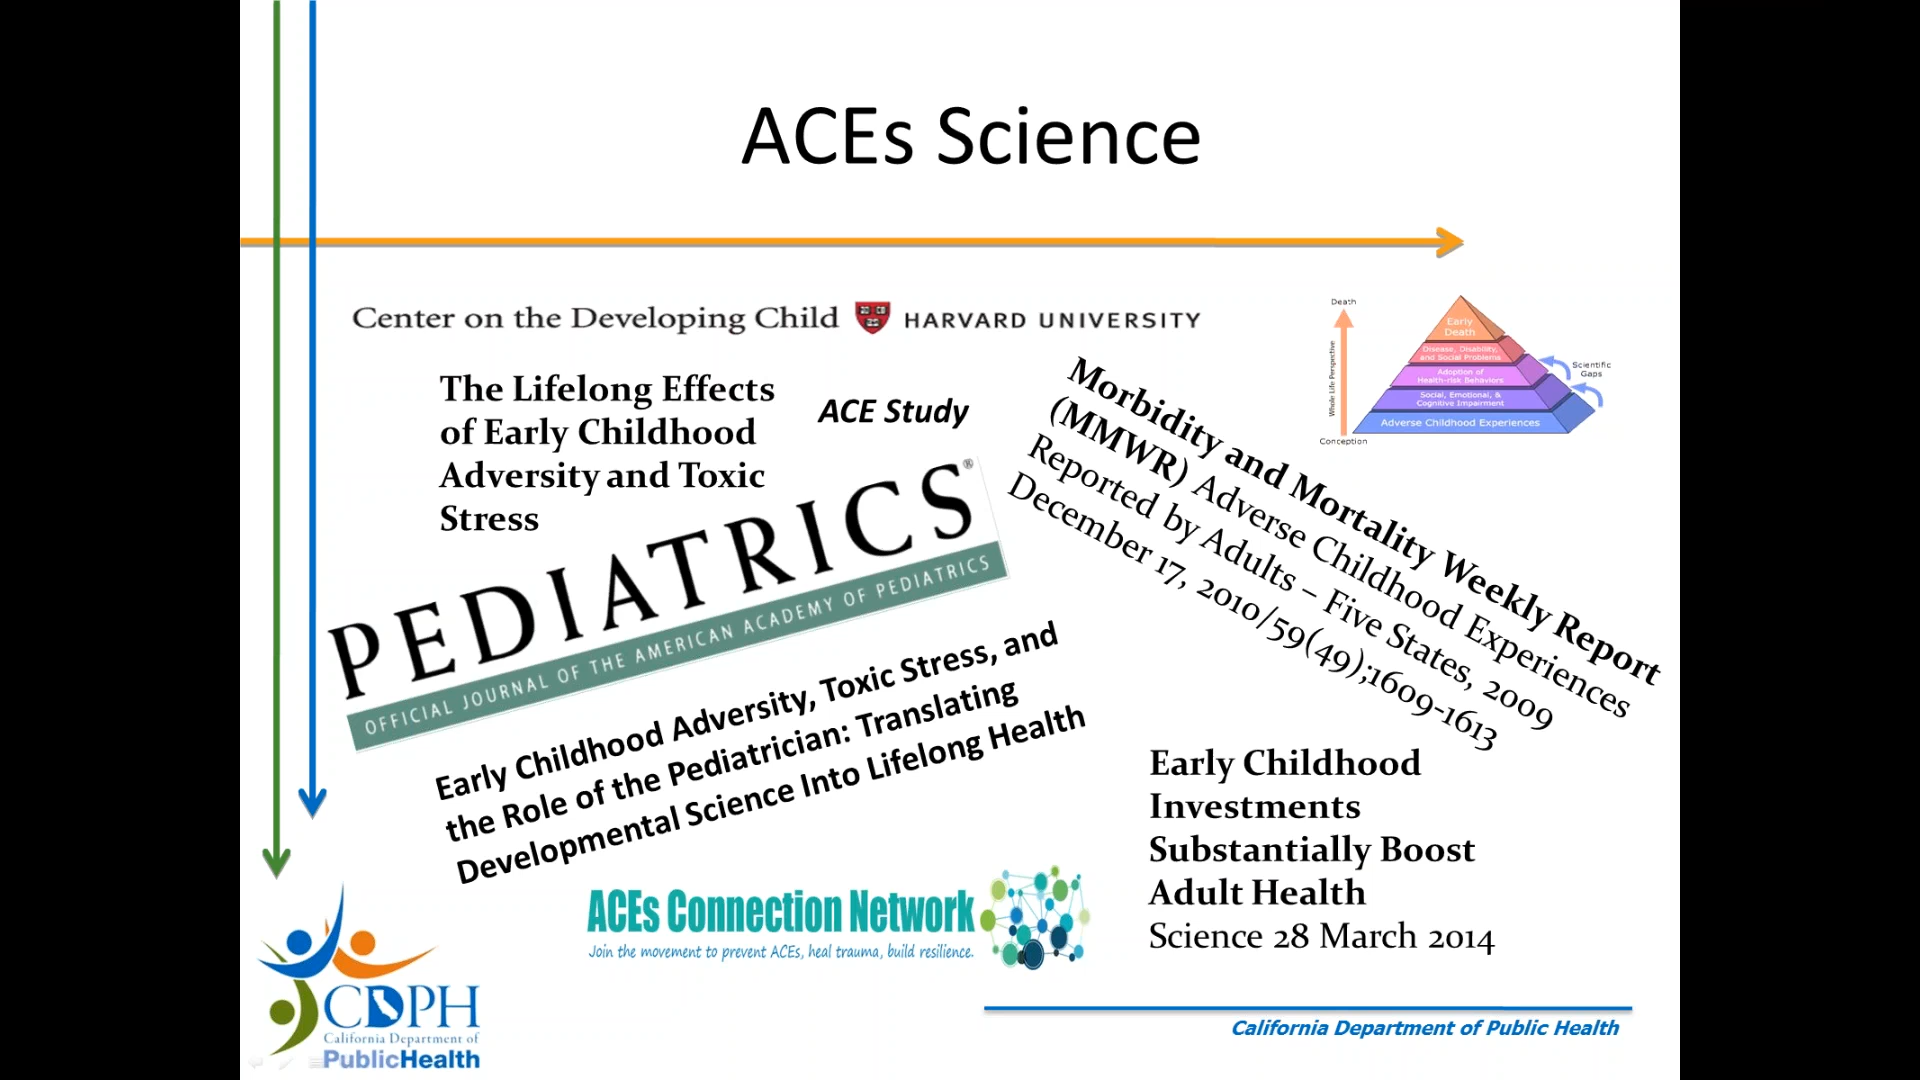 ACEs Science
Center on the Developing Child HARVARD UNIVERSITY
The Lifelong Effects
of Early Childhood
Adversity and Toxic
Stress
ACE Study
PEDIATRICS®
OFFICIAL JOURNAL OF THE AMERICAN ACADEMY OF PEDIATRICS
Early Childhood Adversity, Toxic Stress, and
the Role of the Pediatrician: Translating
Developmental Science Into Lifelong Health
Morbidity and Mortality Weekly Report
(MMWR) Adverse Childhood Experiences
Reported by Adults – Five States, 2009
December 17, 2010/59(49);1609-1613
Death
Whole Life Perspective
Conception
Early
Death
Disease, Disability,
and Social Problems
Adoption of
Health-risk Behaviors
Social, Emotional, &
Cognitive Impairment
Adverse Childhood Experiences
Scientific
Gaps
Early Childhood
Investments
Substantially Boost
Adult Health
Science 28 March 2014
ACEs Connection Network
Join the movement to prevent ACEs, heal trauma, build resilience.
CDPH
California Department of
PublicHealth
California Department of Public Health